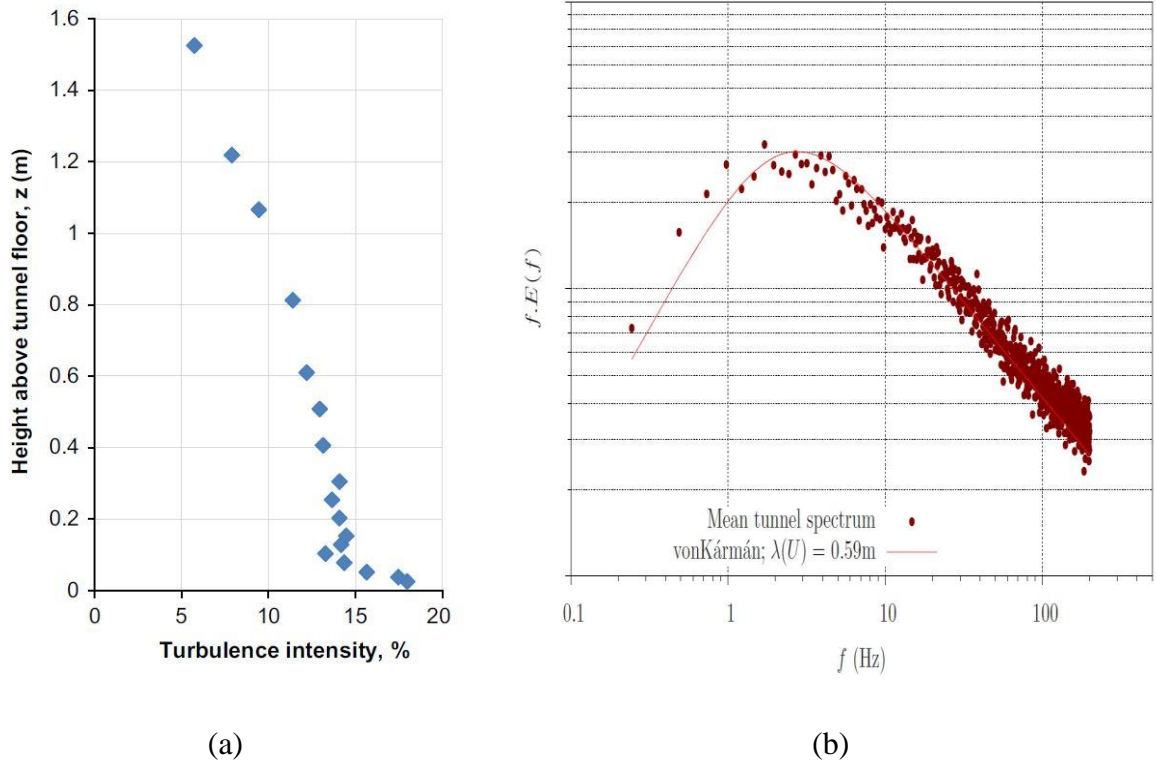 1.6
1.4
1.2
1
0.8
0.6
0.4
0.2
0
0 5 10 15 20
Height above tunnel floor, z (m)
Turbulence intensity, %
(a)
f.E(f)
Mean tunnel spectrum
vonKármán; λ(U) = 0.59m
0.1 1 10 100
f (Hz)
(b)